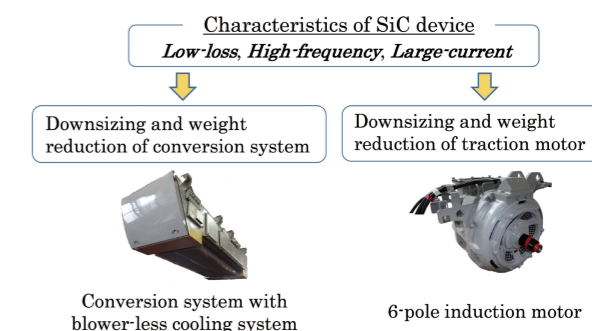 Characteristics of SiC device
Low-loss, High-frequency, Large-current
Downsizing and weight
reduction of conversion system
Downsizing and weight
reduction of traction motor
Conversion system with
blower-less cooling system
6-pole induction motor